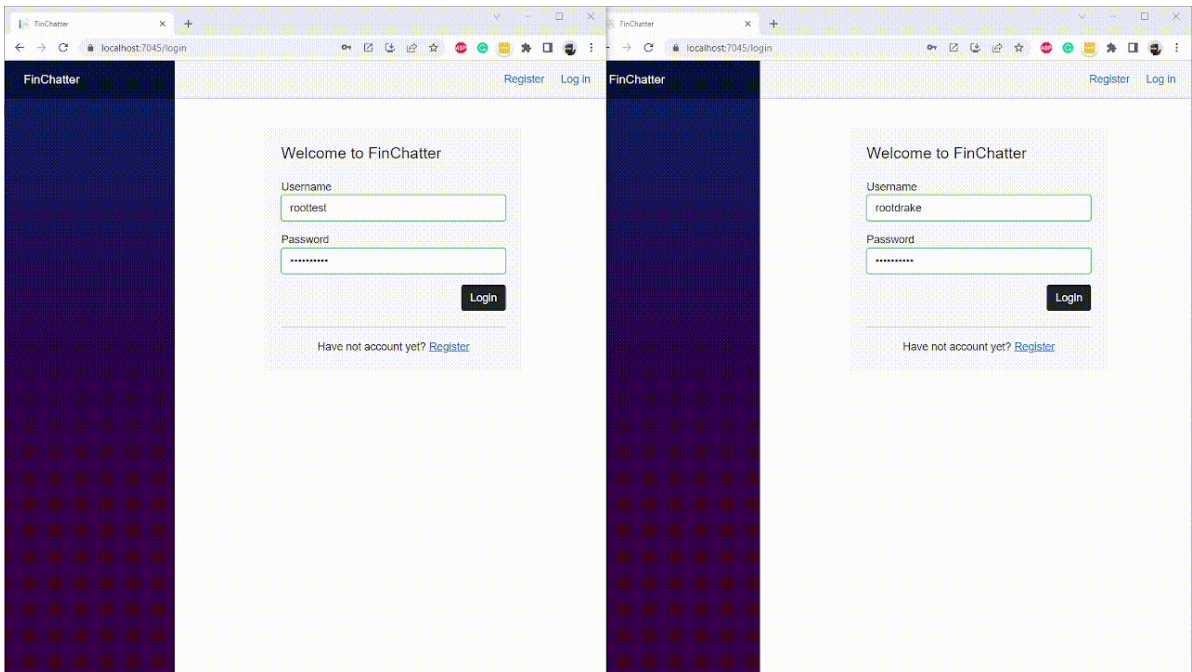 FinChatter
localhost:7045/login
FinChatter
Register Log in
Welcome to FinChatter
Username
roottest
Password
••••••••••
Login
Have not account yet? Register
FinChatter
localhost:7045/login
FinChatter
Register Log in
Welcome to FinChatter
Username
rootdrake
Password
••••••••••
Login
Have not account yet? Register